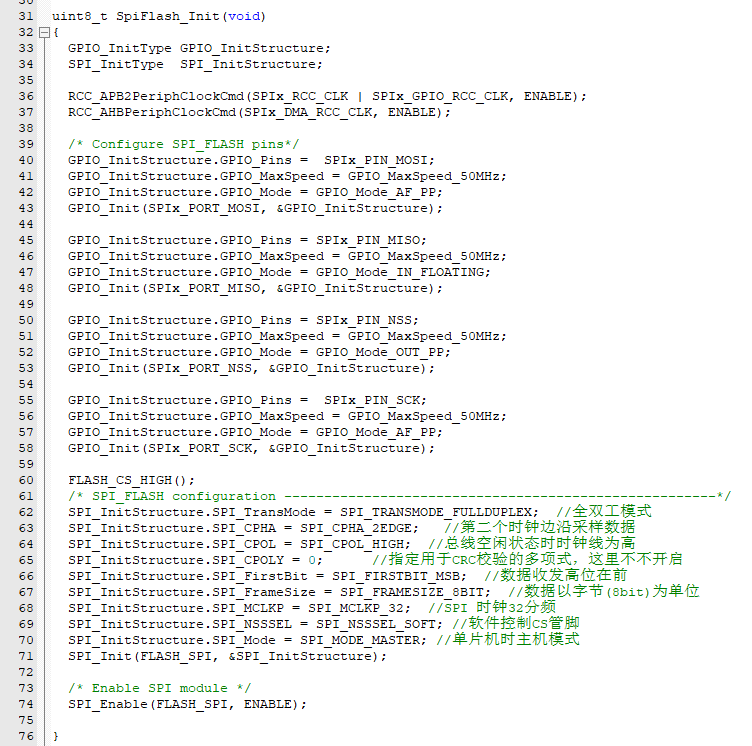 31 uint8_t SpiFlash_Init(void)
32 {
33 GPIO_InitType GPIO_InitStructure;
34 SPI_InitType  SPI_InitStructure;
35
36 RCC_APB2PeriphClockCmd(SPIx_RCC_CLK | SPIx_GPIO_RCC_CLK, ENABLE);
37 RCC_AHBPeriphClockCmd(SPIx_DMA_RCC_CLK, ENABLE);
38
39 /* Configure SPI_FLASH pins*/
40 GPIO_InitStructure.GPIO_Pins =  SPIx_PIN_MOSI;
41 GPIO_InitStructure.GPIO_MaxSpeed = GPIO_MaxSpeed_50MHz;
42 GPIO_InitStructure.GPIO_Mode = GPIO_Mode_AF_PP;
43 GPIO_Init(SPIx_PORT_MOSI, &GPIO_InitStructure);
44
45 GPIO_InitStructure.GPIO_Pins = SPIx_PIN_MISO;
46 GPIO_InitStructure.GPIO_MaxSpeed = GPIO_MaxSpeed_50MHz;
47 GPIO_InitStructure.GPIO_Mode = GPIO_Mode_IN_FLOATING;
48 GPIO_Init(SPIx_PORT_MISO, &GPIO_InitStructure);
49
50 GPIO_InitStructure.GPIO_Pins = SPIx_PIN_NSS;
51 GPIO_InitStructure.GPIO_MaxSpeed = GPIO_MaxSpeed_50MHz;
52 GPIO_InitStructure.GPIO_Mode = GPIO_Mode_OUT_PP;
53 GPIO_Init(SPIx_PORT_NSS, &GPIO_InitStructure);
54
55 GPIO_InitStructure.GPIO_Pins =  SPIx_PIN_SCK;
56 GPIO_InitStructure.GPIO_MaxSpeed = GPIO_MaxSpeed_50MHz;
57 GPIO_InitStructure.GPIO_Mode = GPIO_Mode_AF_PP;
58 GPIO_Init(SPIx_PORT_SCK, &GPIO_InitStructure);
59
60 FLASH_CS_HIGH();
61 /* SPI_FLASH configuration ------------------------------------------------------*/
62 SPI_InitStructure.SPI_TransMode = SPI_TRANSMODE_FULLDUPLEX;  //全双工模式
63 SPI_InitStructure.SPI_CPHA = SPI_CPHA_2EDGE;   //第二个时钟边沿采样数据
64 SPI_InitStructure.SPI_CPOL = SPI_CPOL_HIGH;  //总线空闲状态时时钟线为高
65 SPI_InitStructure.SPI_CPOLY = 0;      //指定用于CRC校验的多项式，这里不不开启
66 SPI_InitStructure.SPI_FirstBit = SPI_FIRSTBIT_MSB;  //数据收发高位在前
67 SPI_InitStructure.SPI_FrameSize = SPI_FRAMESIZE_8BIT;  //数据以字节(8bit)为单位
68 SPI_InitStructure.SPI_MCLKP = SPI_MCLKP_32;  //SPI 时钟32分频
69 SPI_InitStructure.SPI_NSSSEL = SPI_NSSSEL_SOFT; //软件控制CS管脚
70 SPI_InitStructure.SPI_Mode = SPI_MODE_MASTER; //单片机时主机模式
71 SPI_Init(FLASH_SPI, &SPI_InitStructure);
72
73 /* Enable SPI module */
74 SPI_Enable(FLASH_SPI, ENABLE);
75
76 }